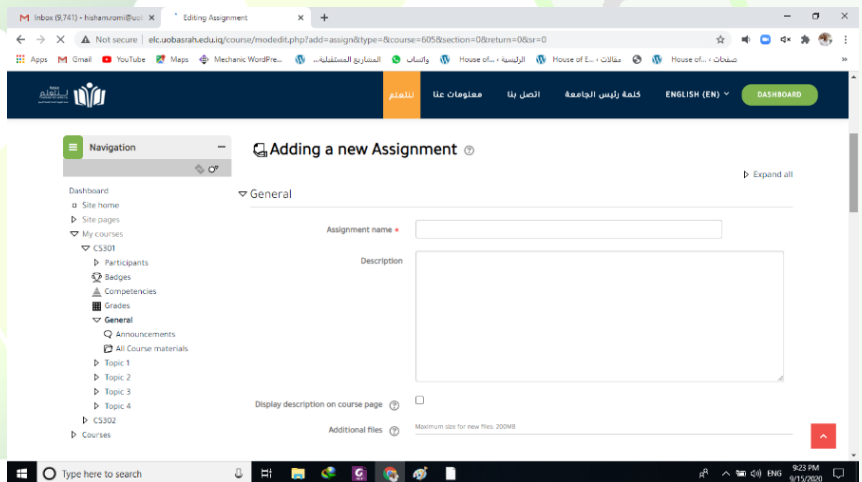 Inbox (9,741) - hisham.romi@uol
Editing Assignment
Not secure | elc.uobasrah.edu.iq/course/modedit.php?add=assign&type=&course=605&section=0&return=0&sr=0
Apps Gmail YouTube Maps Mechanic WordPre... ...المشاريع المستقبلية واتساب House of... ‹ الرئيسية House of E... ‹ مقالات House of... ‹ صفحات
للتعلم معلومات عنا اتصل بنا كلمة رئيس الجامعة ENGLISH (EN) DASHBOARD
Navigation
Adding a new Assignment
Expand all
Dashboard
Site home
Site pages
My courses
CS301
Participants
Badges
Competencies
Grades
General
Announcements
All Course materials
Topic 1
Topic 2
Topic 3
Topic 4
CS302
Courses
General
Assignment name
Description
Display description on course page
Additional files
Maximum size for new files: 200MB
Type here to search
ENG
9:23 PM
9/15/2020